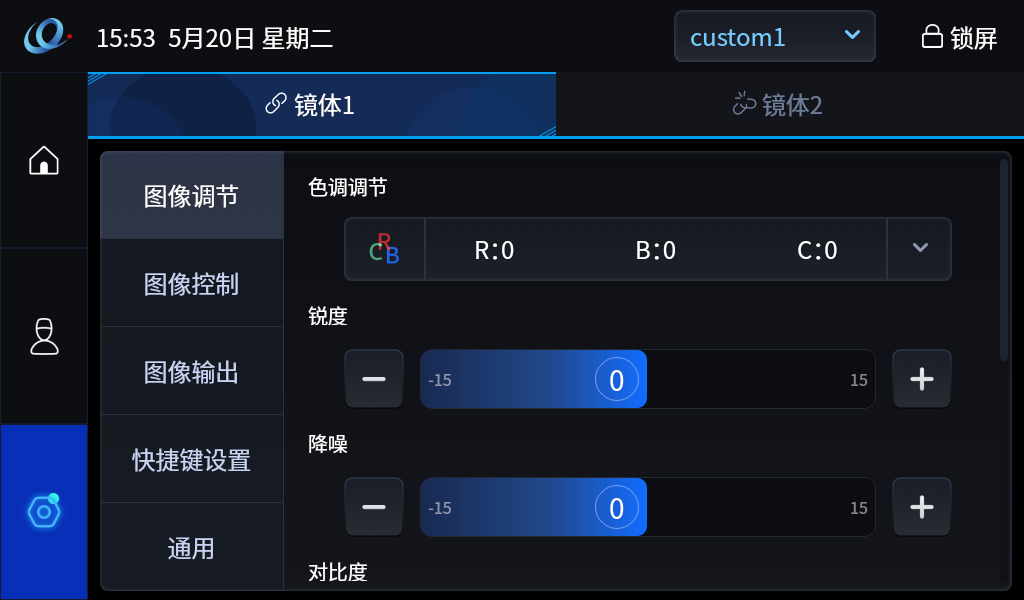 15:53 5月20日 星期二
custom1
锁屏
镜体1
镜体2
图像调节
图像控制
图像输出
快捷键设置
通用
色调调节
R C B
R:0 B:0 C:0
锐度
-15 0 15
降噪
-15 0 15
对比度